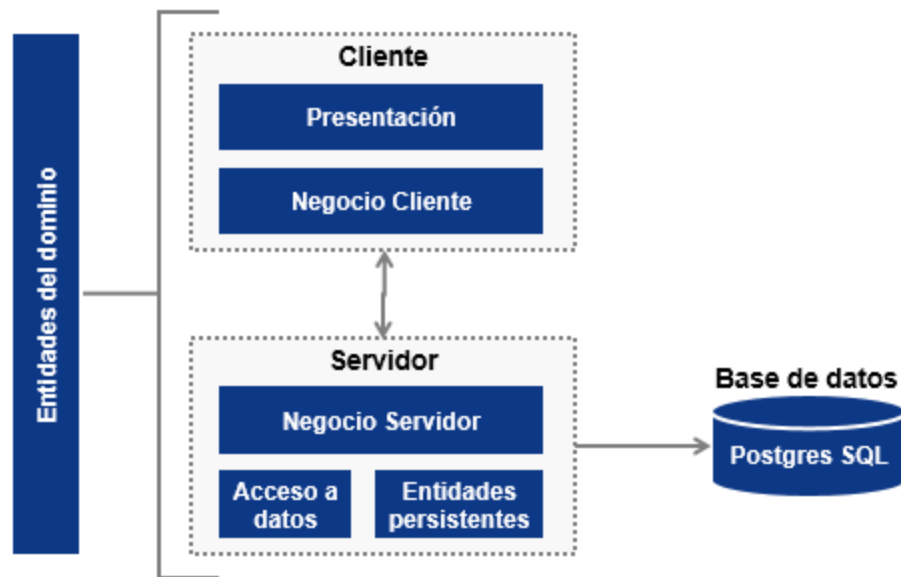 Entidades del dominio
Cliente
Presentación
Negocio Cliente
Servidor
Negocio Servidor
Acceso a
datos
Entidades
persistentes
Base de datos
Postgres SQL